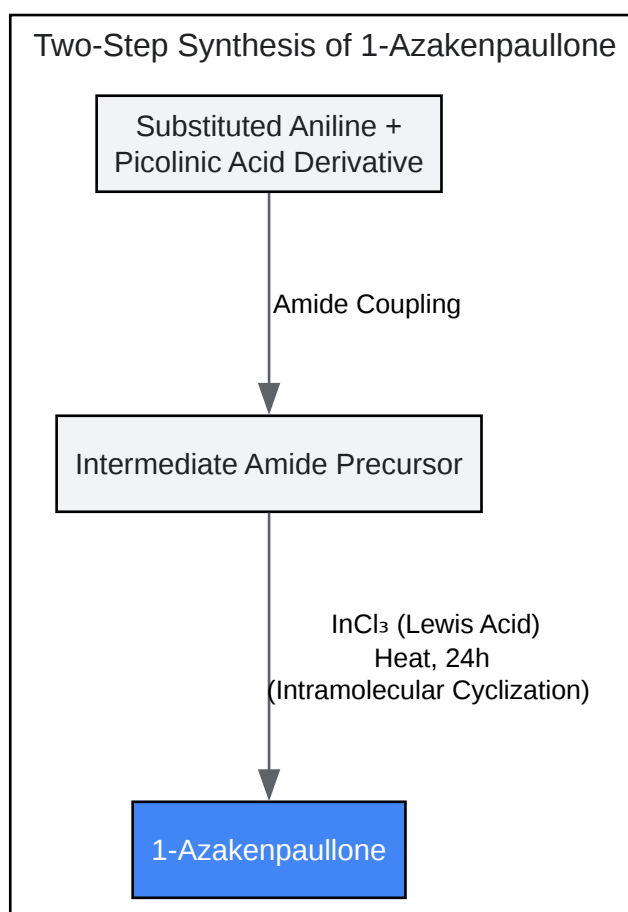 Two-Step Synthesis of 1-Azakenpaullone
Substituted Aniline +
Picolinic Acid Derivative
Amide Coupling
Intermediate Amide Precursor
InCl₃ (Lewis Acid)
Heat, 24h
(Intramolecular Cyclization)
1-Azakenpaullone